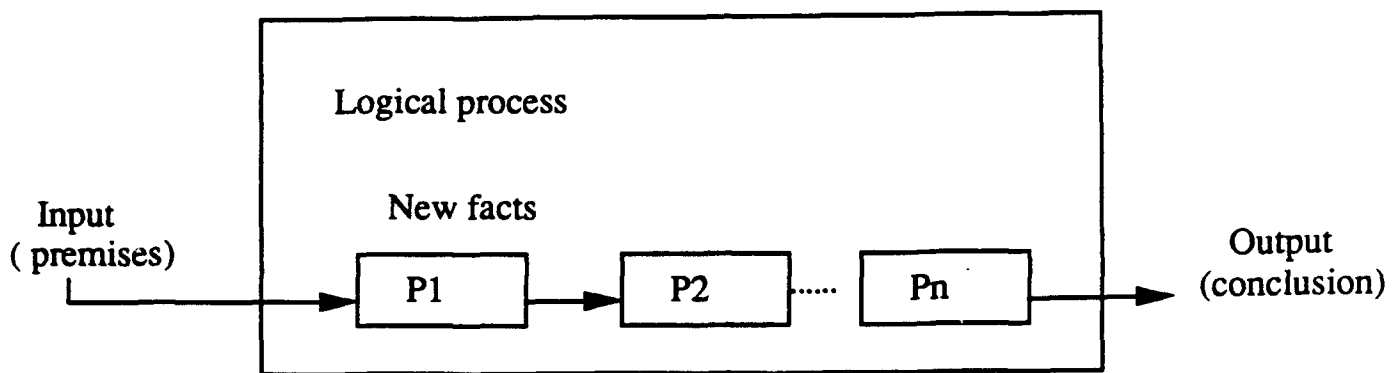 Logical process
New facts
Input
( premises)
P1
P2
......
Pn
Output
(conclusion)